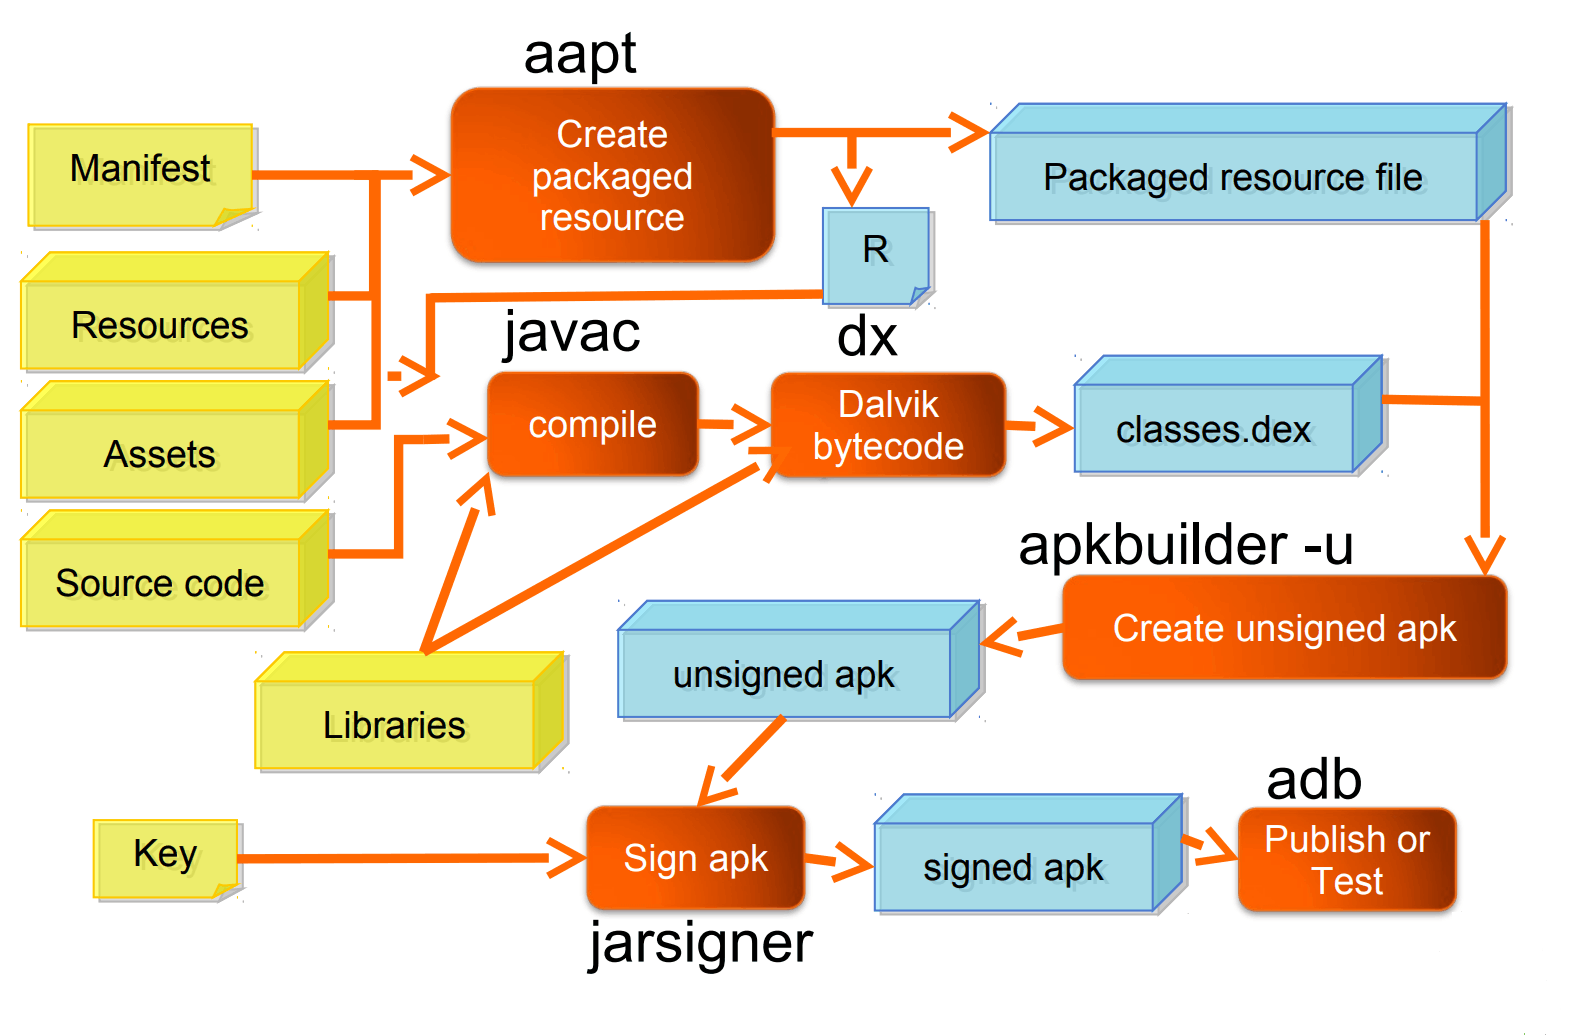 aapt
Create
packaged
resource
Manifest
Packaged resource file
R
Resources
javac
dx
compile
Dalvik
bytecode
classes.dex
Assets
Source code
apkbuilder -u
Create unsigned apk
unsigned apk
Libraries
adb
Key
Sign apk
signed apk
Publish or
Test
jarsigner